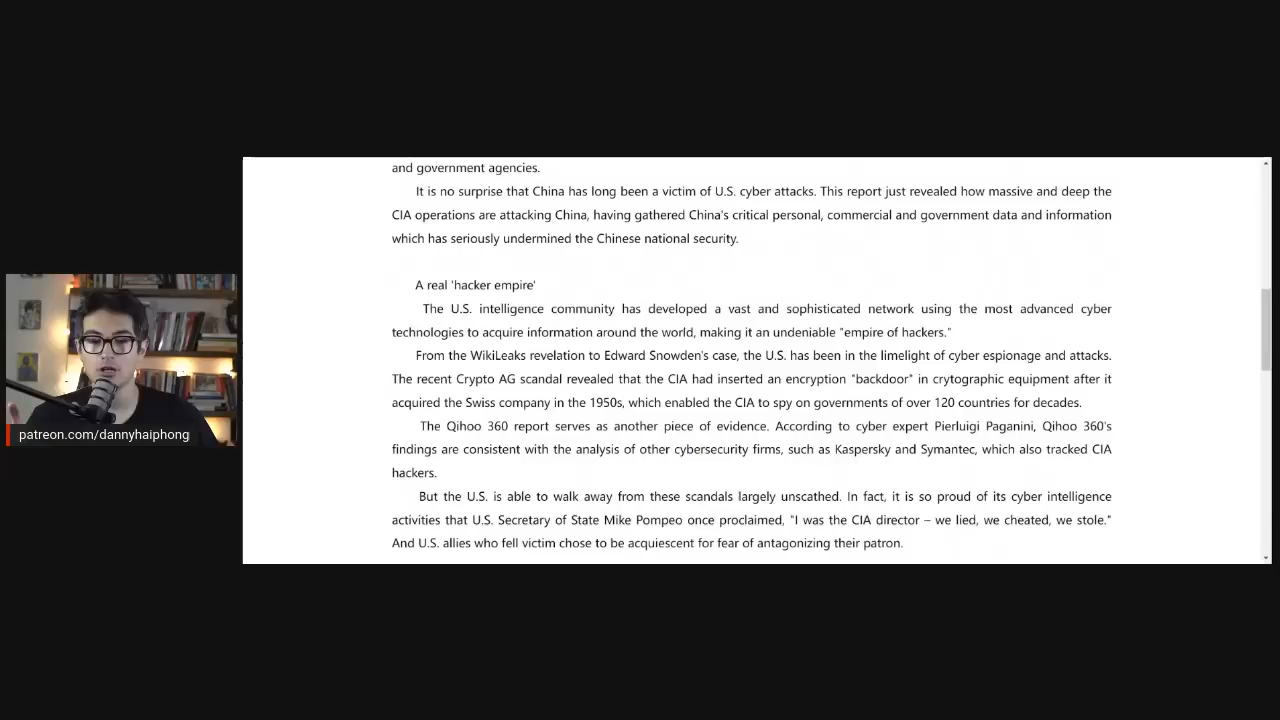 and government agencies.
It is no surprise that China has long been a victim of U.S. cyber attacks. This report just revealed how massive and deep the
CIA operations are attacking China, having gathered China's critical personal, commercial and government data and information
which has seriously undermined the Chinese national security.
A real 'hacker empire'
The U.S. intelligence community has developed a vast and sophisticated network using the most advanced cyber
technologies to acquire information around the world, making it an undeniable "empire of hackers."
From the WikiLeaks revelation to Edward Snowden's case, the U.S. has been in the limelight of cyber espionage and attacks.
The recent Crypto AG scandal revealed that the CIA had inserted an encryption "backdoor" in crytographic equipment after it
acquired the Swiss company in the 1950s, which enabled the CIA to spy on governments of over 120 countries for decades.
The Qihoo 360 report serves as another piece of evidence. According to cyber expert Pierluigi Paganini, Qihoo 360's
findings are consistent with the analysis of other cybersecurity firms, such as Kaspersky and Symantec, which also tracked CIA
hackers.
But the U.S. is able to walk away from these scandals largely unscathed. In fact, it is so proud of its cyber intelligence
activities that U.S. Secretary of State Mike Pompeo once proclaimed, "I was the CIA director – we lied, we cheated, we stole."
And U.S. allies who fell victim chose to be acquiescent for fear of antagonizing their patron.
patreon.com/dannyhaiphong